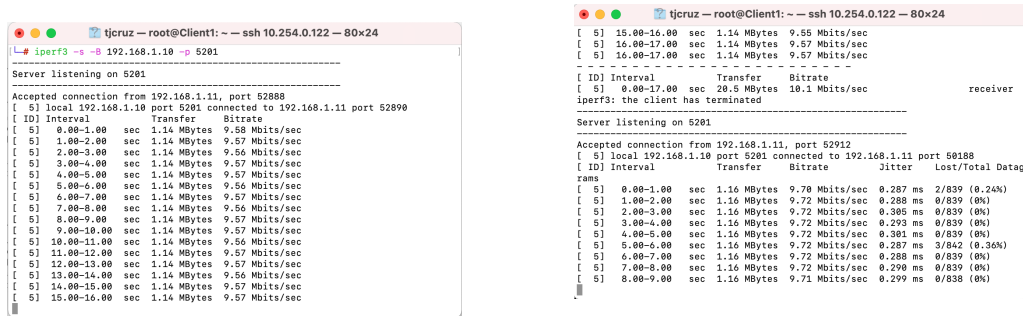 tjcruz — root@Client1: ~ — ssh 10.254.0.122 — 80×24
└─# iperf3 -s -8 192.168.1.10 -p 5201
-----------------------------------------------------------
Server listening on 5201
-----------------------------------------------------------
Accepted connection from 192.168.1.11, port 52888
[  5] local 192.168.1.10 port 5201 connected to 192.168.1.11 port 52890
[ ID] Interval           Transfer     Bitrate
[  5]   0.00-1.00   sec  1.14 MBytes  9.58 Mbits/sec
[  5]   1.00-2.00   sec  1.14 MBytes  9.57 Mbits/sec
[  5]   2.00-3.00   sec  1.14 MBytes  9.56 Mbits/sec
[  5]   3.00-4.00   sec  1.14 MBytes  9.57 Mbits/sec
[  5]   4.00-5.00   sec  1.14 MBytes  9.57 Mbits/sec
[  5]   5.00-6.00   sec  1.14 MBytes  9.56 Mbits/sec
[  5]   6.00-7.00   sec  1.14 MBytes  9.57 Mbits/sec
[  5]   7.00-8.00   sec  1.14 MBytes  9.56 Mbits/sec
[  5]   8.00-9.00   sec  1.14 MBytes  9.57 Mbits/sec
[  5]   9.00-10.00  sec  1.14 MBytes  9.57 Mbits/sec
[  5]  10.00-11.00  sec  1.14 MBytes  9.56 Mbits/sec
[  5]  11.00-12.00  sec  1.14 MBytes  9.57 Mbits/sec
[  5]  12.00-13.00  sec  1.14 MBytes  9.57 Mbits/sec
[  5]  13.00-14.00  sec  1.14 MBytes  9.56 Mbits/sec
[  5]  14.00-15.00  sec  1.14 MBytes  9.57 Mbits/sec
[  5]  15.00-16.00  sec  1.14 MBytes  9.57 Mbits/sec
tjcruz — root@Client1: ~ — ssh 10.254.0.122 — 80×24
[  5]  15.00-16.00  sec  1.14 MBytes  9.55 Mbits/sec
[  5]  16.00-17.00  sec  1.14 MBytes  9.57 Mbits/sec
[  5]  16.00-17.00  sec  1.14 MBytes  9.57 Mbits/sec
- - - - - - - - - - - - - - - - - - - - - - - - -
[ ID] Interval           Transfer     Bitrate
[  5]   0.00-17.00  sec  20.5 MBytes  10.1 Mbits/sec                  receiver
iperf3: the client has terminated
-----------------------------------------------------------
Server listening on 5201
-----------------------------------------------------------
Accepted connection from 192.168.1.11, port 52912
[  5] local 192.168.1.10 port 5201 connected to 192.168.1.11 port 50188
[ ID] Interval           Transfer     Bitrate         Jitter    Lost/Total Datag
rams
[  5]   0.00-1.00   sec  1.16 MBytes  9.70 Mbits/sec  0.287 ms  2/839 (0.24%)
[  5]   1.00-2.00   sec  1.16 MBytes  9.72 Mbits/sec  0.288 ms  0/839 (0%)
[  5]   2.00-3.00   sec  1.16 MBytes  9.72 Mbits/sec  0.305 ms  0/839 (0%)
[  5]   3.00-4.00   sec  1.16 MBytes  9.72 Mbits/sec  0.293 ms  0/839 (0%)
[  5]   4.00-5.00   sec  1.16 MBytes  9.72 Mbits/sec  0.301 ms  0/839 (0%)
[  5]   5.00-6.00   sec  1.16 MBytes  9.72 Mbits/sec  0.287 ms  3/842 (0.36%)
[  5]   6.00-7.00   sec  1.16 MBytes  9.72 Mbits/sec  0.288 ms  0/839 (0%)
[  5]   7.00-8.00   sec  1.16 MBytes  9.72 Mbits/sec  0.290 ms  0/839 (0%)
[  5]   8.00-9.00   sec  1.16 MBytes  9.71 Mbits/sec  0.299 ms  0/838 (0%)